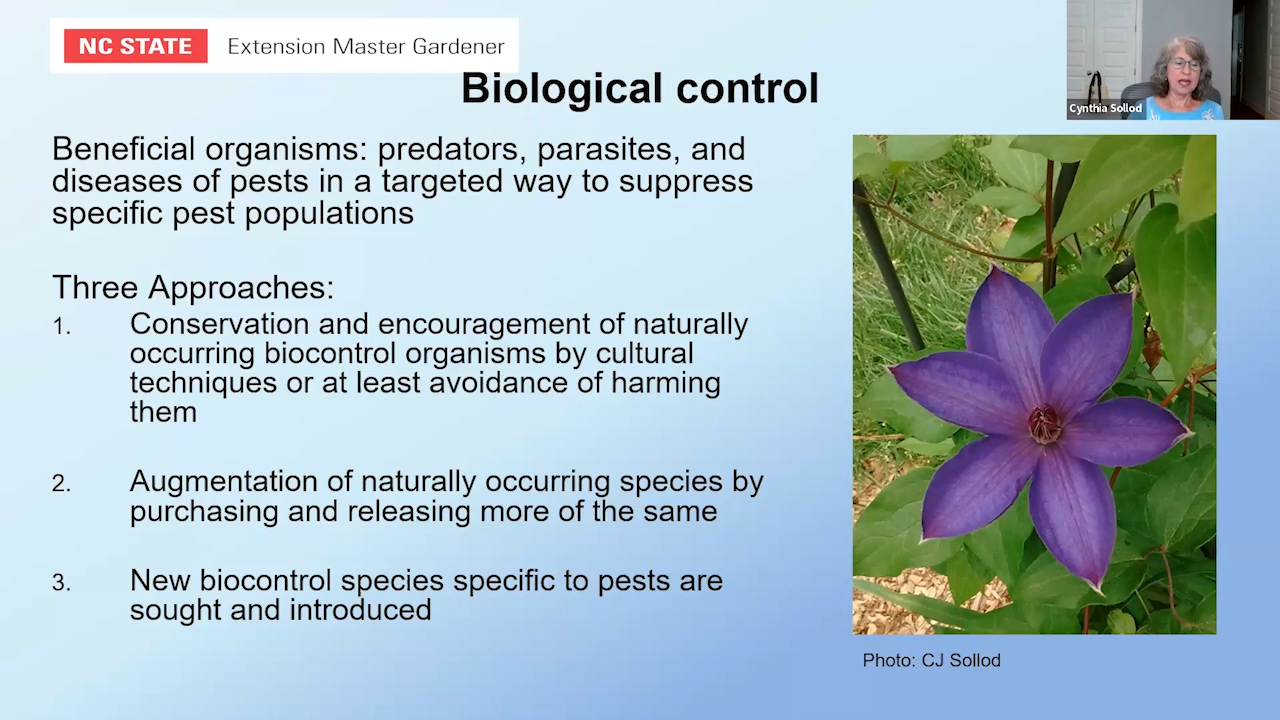 NC STATE Extension Master Gardener
Biological control
Cynthia Sollod
Beneficial organisms: predators, parasites, and
diseases of pests in a targeted way to suppress
specific pest populations
Three Approaches:
1. Conservation and encouragement of naturally
occurring biocontrol organisms by cultural
techniques or at least avoidance of harming
them
2. Augmentation of naturally occurring species by
purchasing and releasing more of the same
3. New biocontrol species specific to pests are
sought and introduced
Photo: CJ Sollod